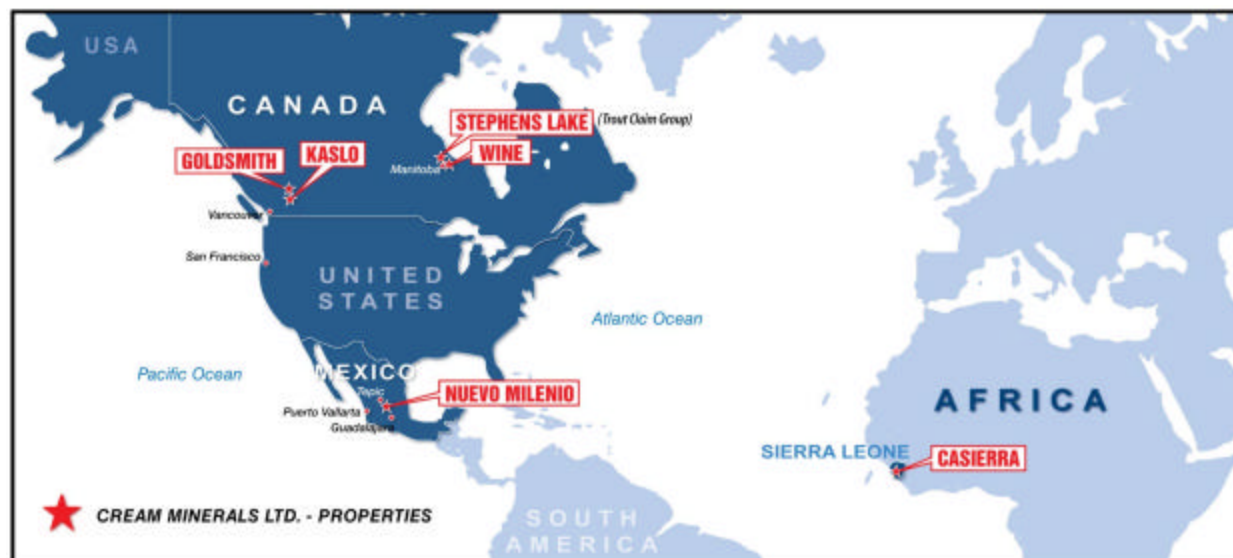 USA
CANADA
STEPHENS LAKE (Trout Claim Group)
GOLDSMITH
KASLO
WINE
Manitoba
Vancouver
San Francisco
UNITED
STATES
Atlantic Ocean
Pacific Ocean
MEXICO
Tepic
NUEVO MILENIO
Puerto Vallarta
Guadalajara
AFRICA
SIERRA LEONE
CASIERRA
CREAM MINERALS LTD. - PROPERTIES
SOUTH
AMERICA